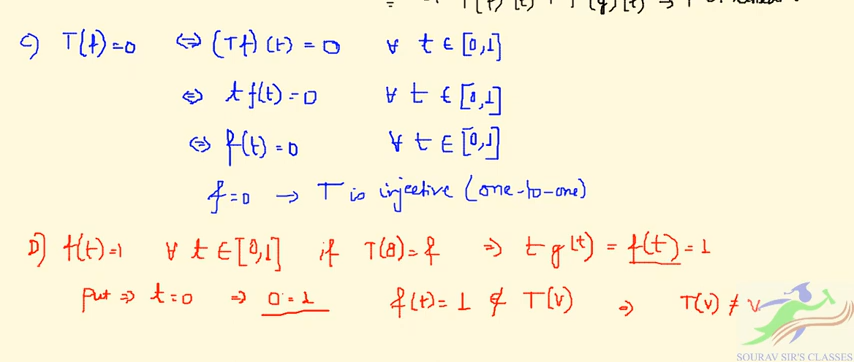 = T(f)(t) + T(g)(t) ⇒ T is
C) T(f)=0 ⇔ (Tf)(t) = 0 ∀ t ∈ [0,1]
⇔ t f(t) = 0 ∀ t ∈ [0,1]
⇔ f(t) = 0 ∀ t ∈ [0,1]
f=0 → T is injective (one-to-one)
D) f(t)=1 ∀ t ∈ [0,1] if T(g)=f ⇒ t g(t) = f(t) = 1
Put ⇒ t=0 ⇒ 0=1 f(t) = 1 ∉ T(V) ⇒ T(V) ≠ V
SOURAV SIR'S CLASSES